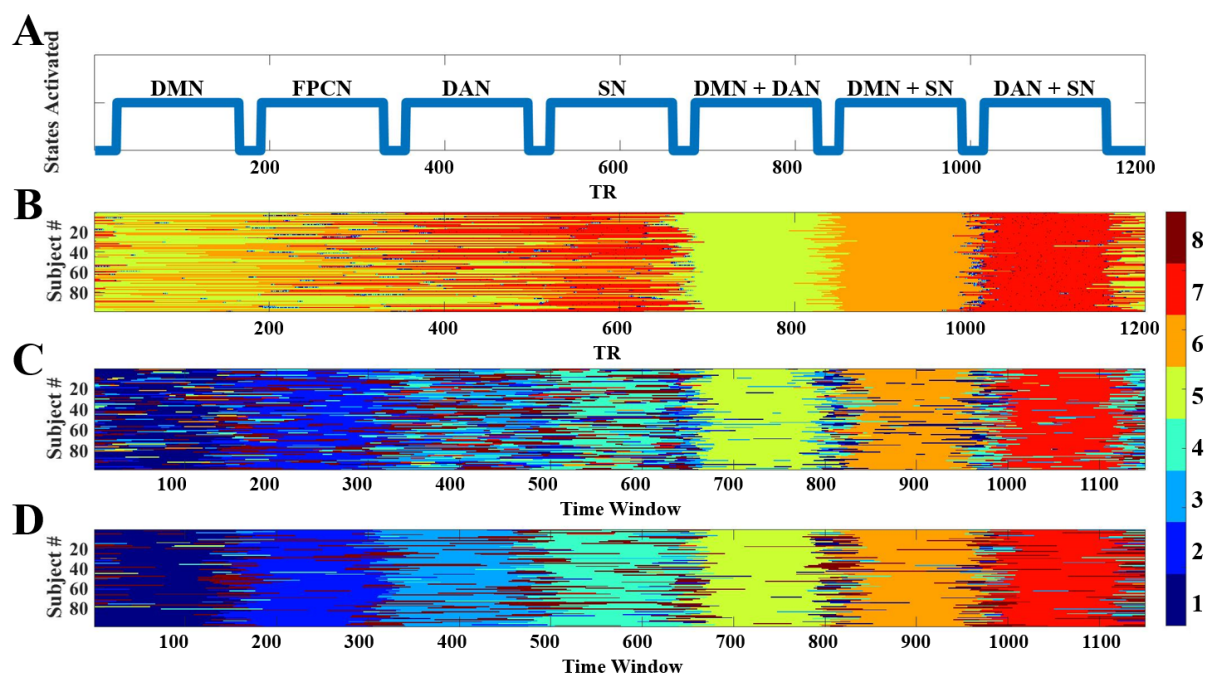 A
States Activated
DMN FPCN DAN SN DMN + DAN DMN + SN DAN + SN
200 400 600 800 1000 1200
TR
B
Subject #
20
40
60
80
200 400 600 800 1000 1200
TR
C
Subject #
20
40
60
80
100 200 300 400 500 600 700 800 900 1000 1100
Time Window
D
Subject #
20
40
60
80
100 200 300 400 500 600 700 800 900 1000 1100
Time Window
8
7
6
5
4
3
2
1